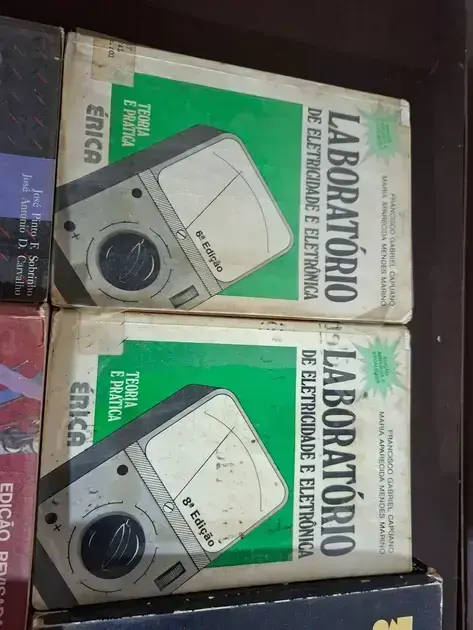 FRANCISCO GABRIEL CAPUANO
MARIA APARECIDA MENDES MARINO
LABORATÓRIO
DE ELETRICIDADE E ELETRÔNICA
TEORIA
E PRÁTICA
6ª Edição
ÉRICA
FRANCISCO GABRIEL CAPUANO
MARIA APARECIDA MENDES MARINO
LABORATÓRIO
DE ELETRICIDADE E ELETRÔNICA
TEORIA
E PRÁTICA
8ª Edição
ÉRICA
José Pinto F. Sobrinho
José Antonio D. Carvalho
EDIÇÃO REVISADA